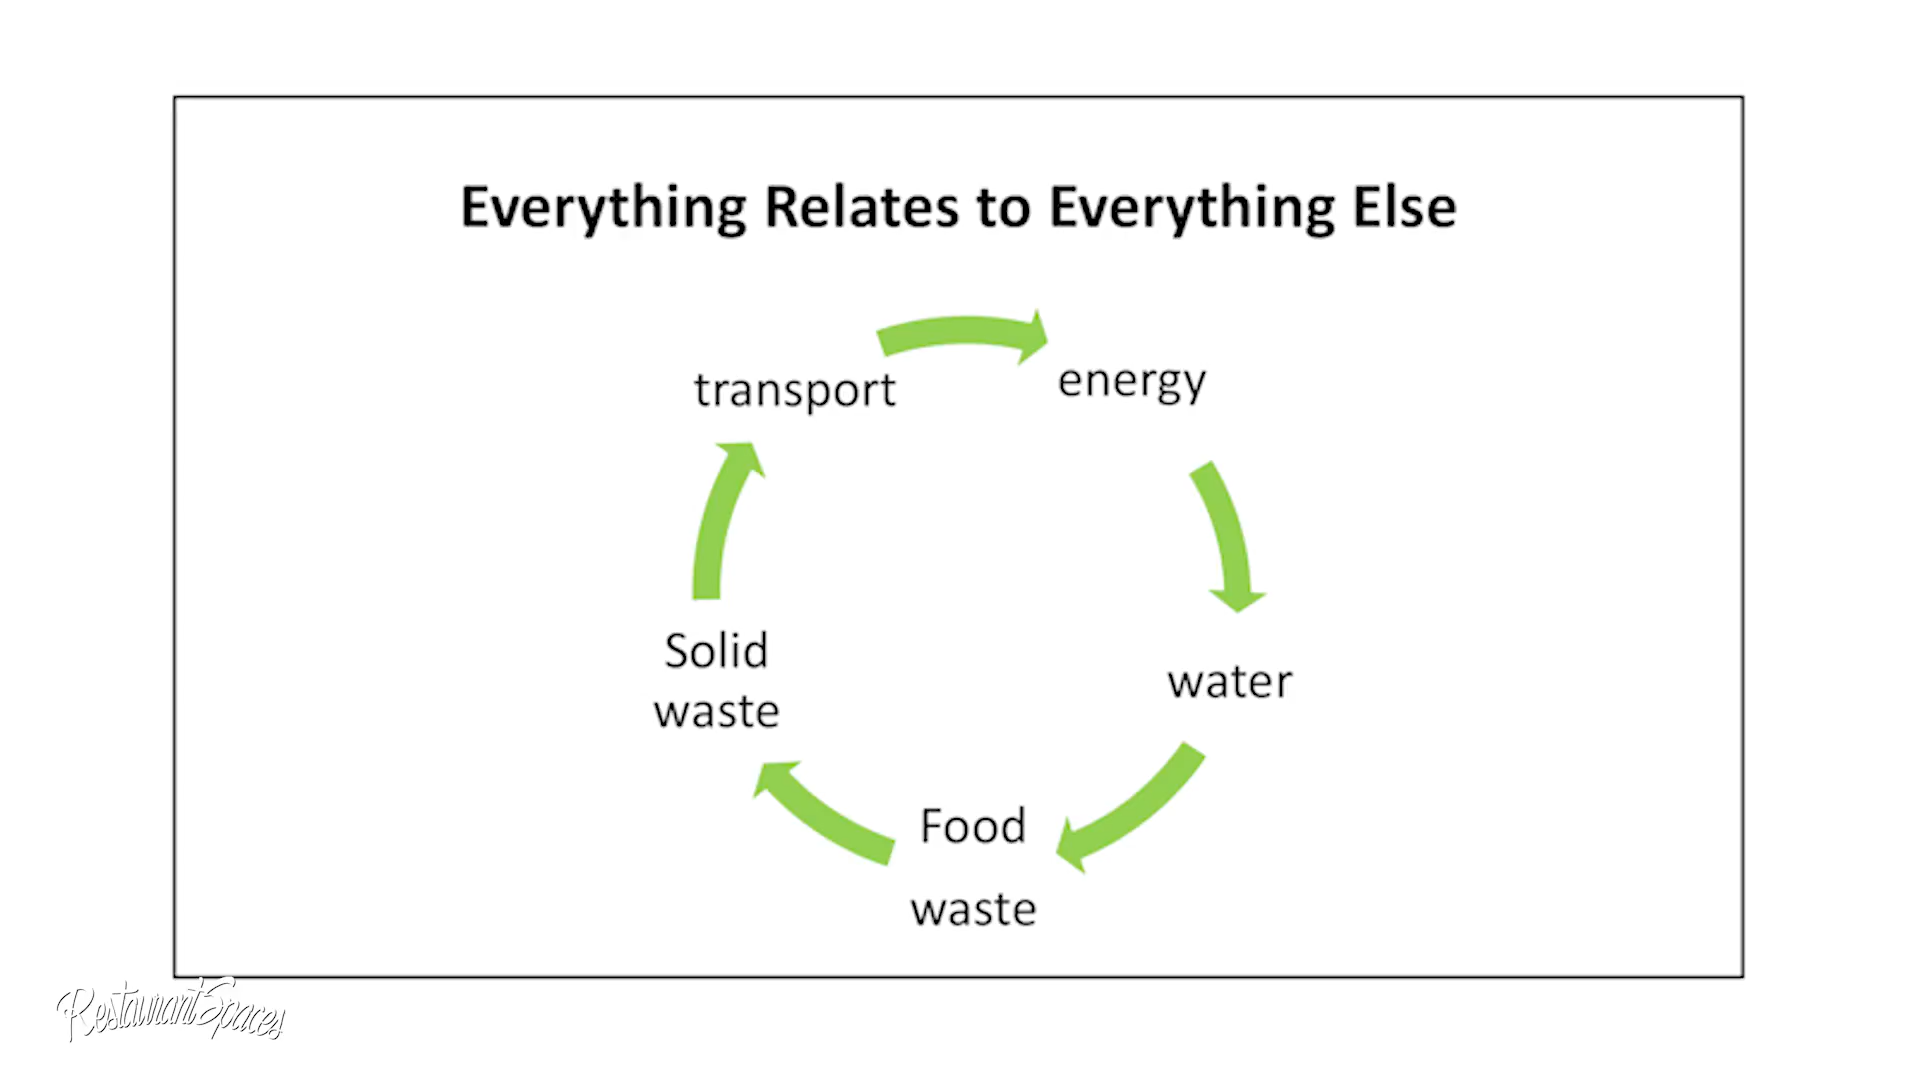 Everything Relates to Everything Else
transport
energy
water
Food
waste
Solid
waste
RestaurantSpaces